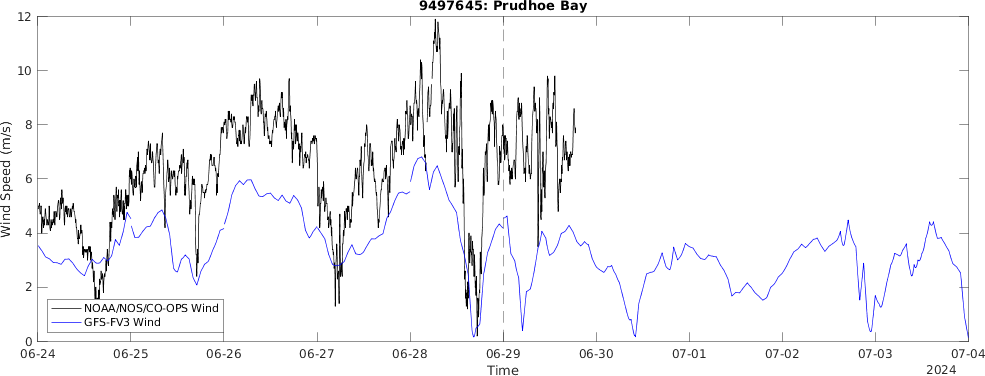 9497645: Prudhoe Bay
12
10
8
6
4
2
0
Wind Speed (m/s)
NOAA/NOS/CO-OPS Wind
GFS-FV3 Wind
06-24 06-25 06-26 06-27 06-28 06-29 06-30 07-01 07-02 07-03 07-04
Time
2024